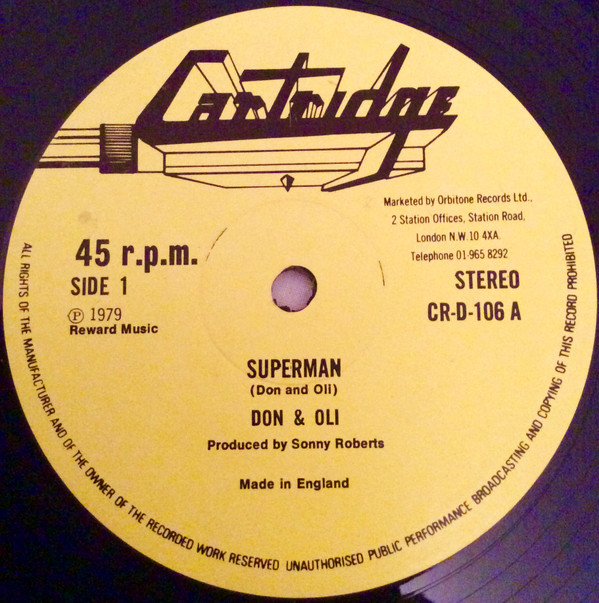 Cartridge
Marketed by Orbitone Records Ltd.,
2 Station Offices, Station Road,
London N.W.10 4XA.
Telephone 01-965 8292
45 r.p.m.
SIDE 1
Ⓟ 1979
Reward Music
STEREO
CR-D-106 A
SUPERMAN
(Don and Oli)
DON & OLI
Produced by Sonny Roberts
Made in England
ALL RIGHTS OF THE MANUFACTURER AND OF THE OWNER OF THE RECORDED WORK RESERVED UNAUTHORISED PUBLIC PERFORMANCE BROADCASTING AND COPYING OF THIS RECORD PROHIBITED